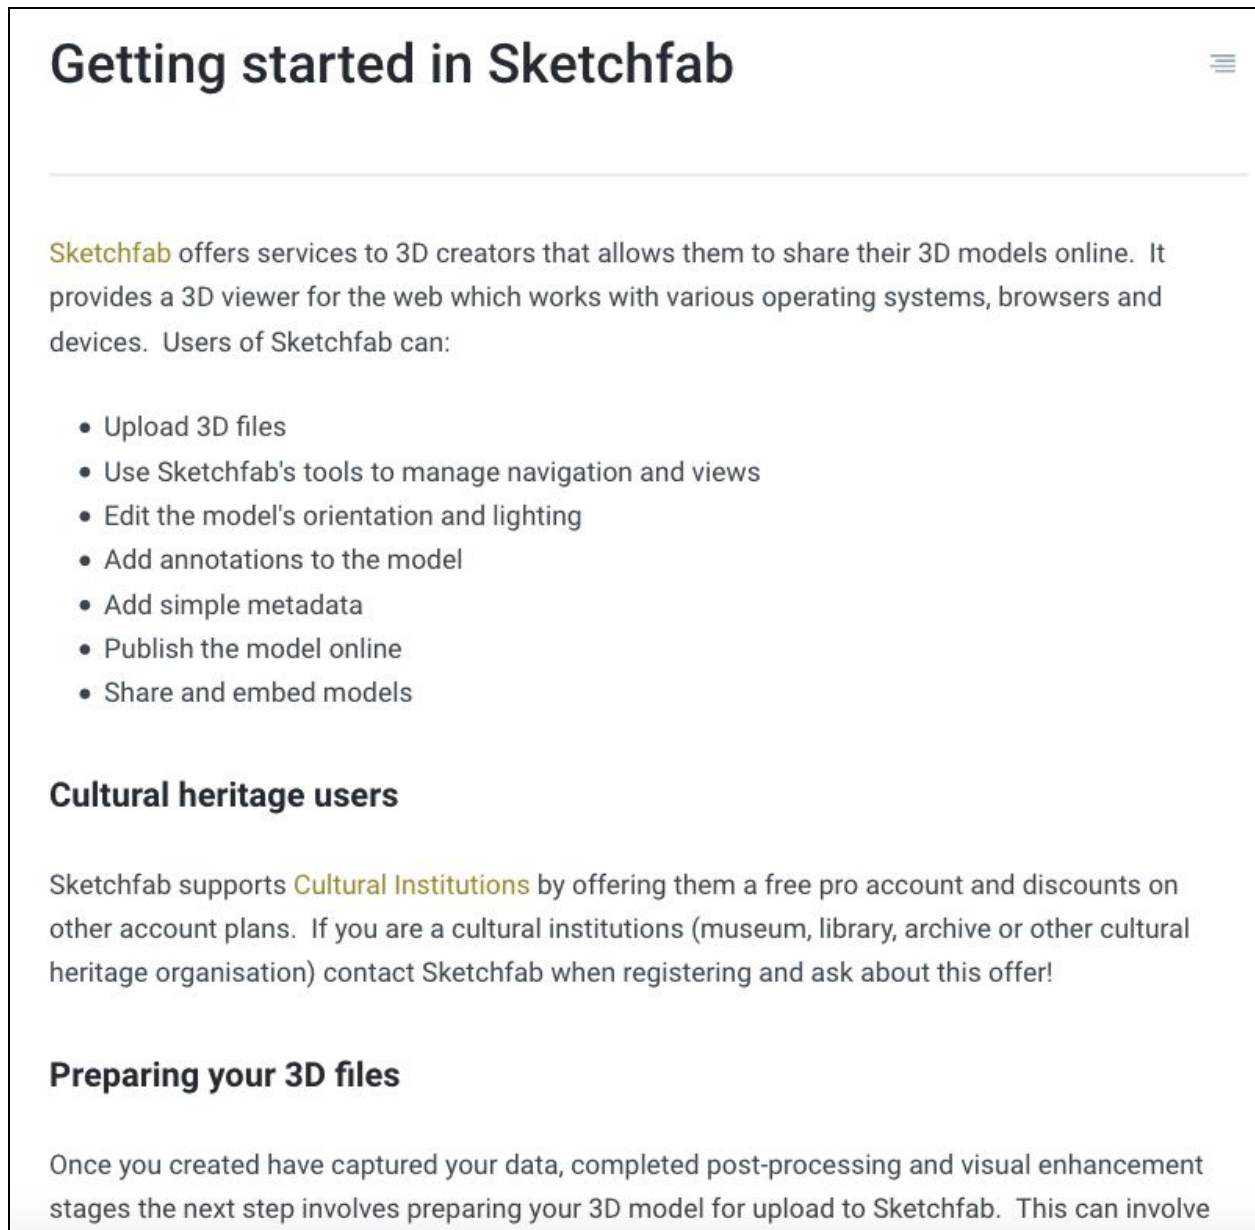 Getting started in Sketchfab
Sketchfab offers services to 3D creators that allows them to share their 3D models online.  It
provides a 3D viewer for the web which works with various operating systems, browsers and
devices.  Users of Sketchfab can:
• Upload 3D files
• Use Sketchfab's tools to manage navigation and views
• Edit the model's orientation and lighting
• Add annotations to the model
• Add simple metadata
• Publish the model online
• Share and embed models
Cultural heritage users
Sketchfab supports Cultural Institutions by offering them a free pro account and discounts on
other account plans.  If you are a cultural institutions (museum, library, archive or other cultural
heritage organisation) contact Sketchfab when registering and ask about this offer!
Preparing your 3D files
Once you created have captured your data, completed post-processing and visual enhancement
stages the next step involves preparing your 3D model for upload to Sketchfab.  This can involve